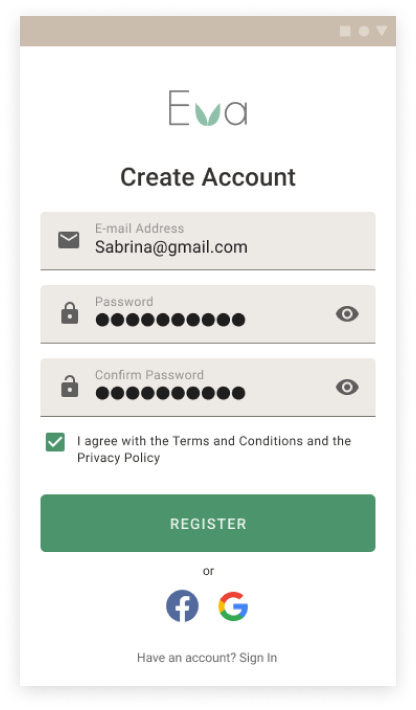 Eva
Create Account
E-mail Address
Sabrina@gmail.com
Password
●●●●●●●●●●
Confirm Password
●●●●●●●●●●
I agree with the Terms and Conditions and the
Privacy Policy
REGISTER
or
Have an account? Sign In